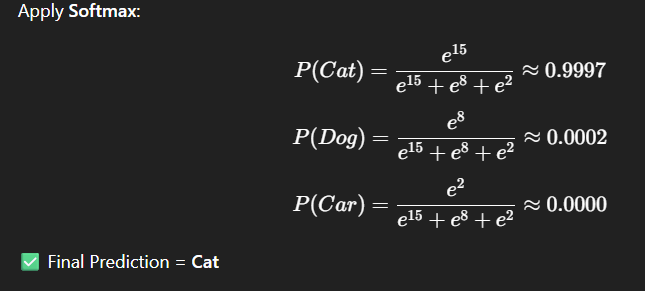 Apply Softmax:
P(Cat) = e^15 / (e^15 + e^8 + e^2) ≈ 0.9997
P(Dog) = e^8 / (e^15 + e^8 + e^2) ≈ 0.0002
P(Car) = e^2 / (e^15 + e^8 + e^2) ≈ 0.0000
✅ Final Prediction = Cat